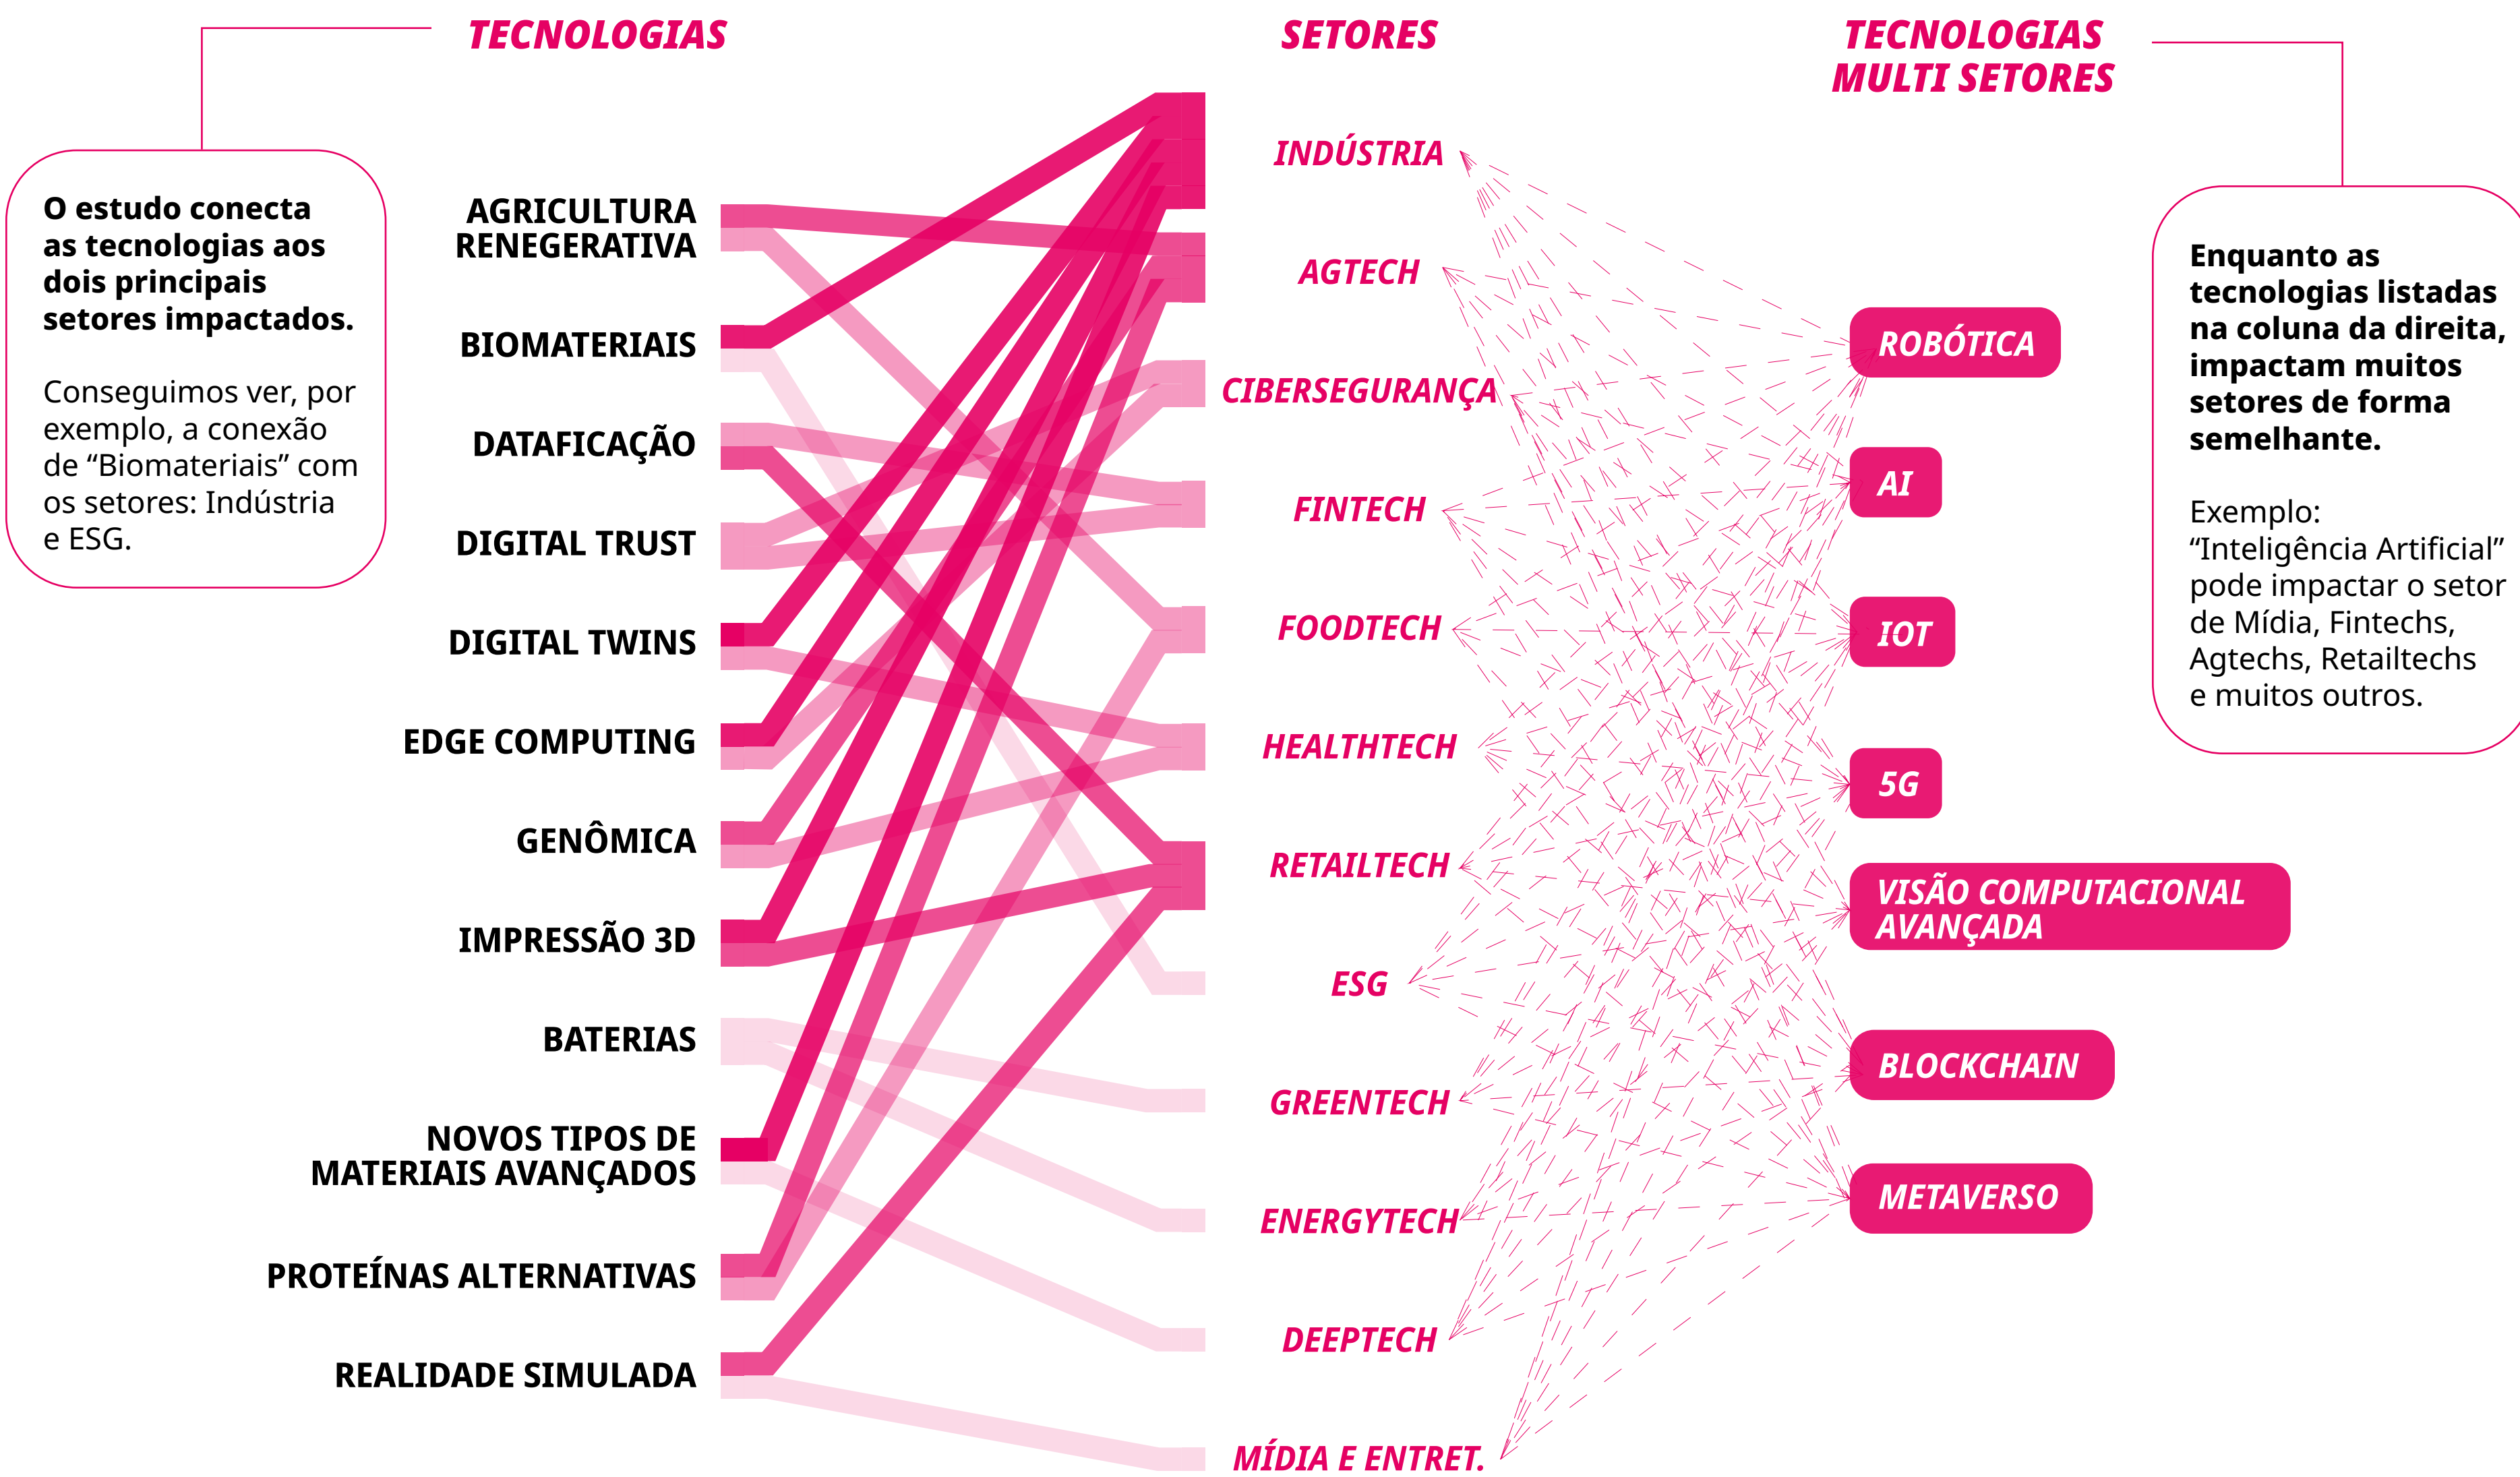 TECNOLOGIAS
SETORES
TECNOLOGIAS
MULTI SETORES
O estudo conecta
as tecnologias aos
dois principais
setores impactados.
Conseguimos ver, por
exemplo, a conexão
de “Biomateriais” com
os setores: Indústria
e ESG.
AGRICULTURA
RENEGERATIVA
BIOMATERIAIS
DATAFICAÇÃO
DIGITAL TRUST
DIGITAL TWINS
EDGE COMPUTING
GENÔMICA
IMPRESSÃO 3D
BATERIAS
NOVOS TIPOS DE
MATERIAIS AVANÇADOS
PROTEÍNAS ALTERNATIVAS
REALIDADE SIMULADA
INDÚSTRIA
AGTECH
CIBERSEGURANÇA
FINTECH
FOODTECH
HEALTHTECH
RETAILTECH
ESG
GREENTECH
ENERGYTECH
DEEPTECH
MÍDIA E ENTRET.
ROBÓTICA
AI
IOT
5G
VISÃO COMPUTACIONAL
AVANÇADA
BLOCKCHAIN
METAVERSO
Enquanto as
tecnologias listadas
na coluna da direita,
impactam muitos
setores de forma
semelhante.
Exemplo:
“Inteligência Artificial”
pode impactar o setor
de Mídia, Fintechs,
Agtechs, Retailtechs
e muitos outros.